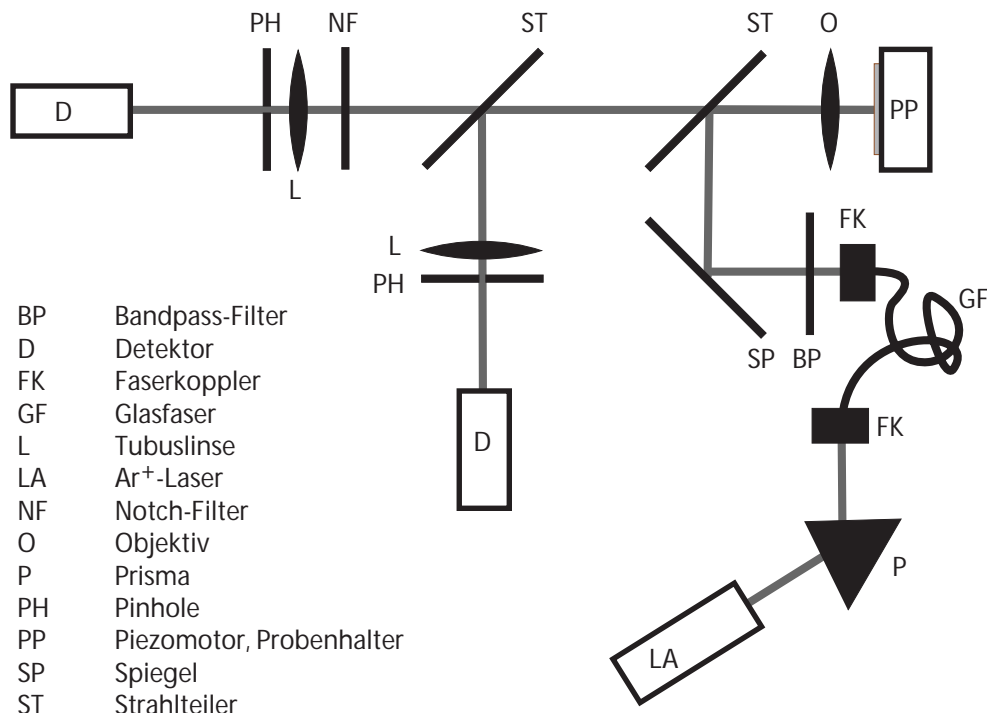 PH NF ST ST O
D PP
L
L FK
PH
GF
SP BP
FK
D
P
LA
BP Bandpass-Filter
D Detektor
FK Faserkoppler
GF Glasfaser
L Tubuslinse
LA Ar⁺-Laser
NF Notch-Filter
O Objektiv
P Prisma
PH Pinhole
PP Piezomotor, Probenhalter
SP Spiegel
ST Strahlteiler